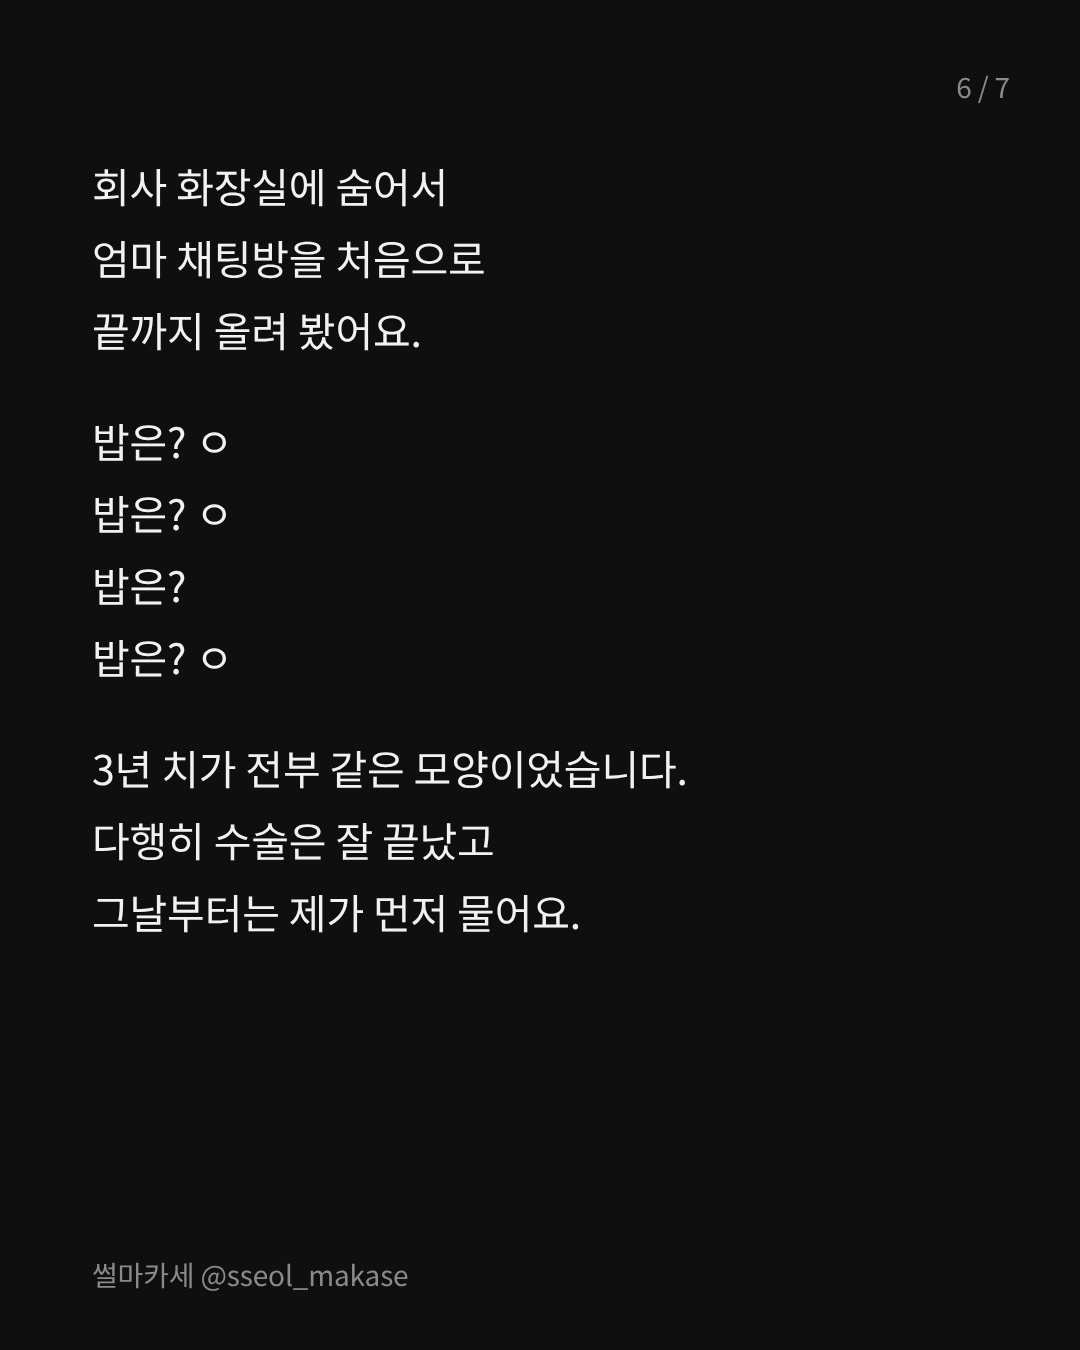 6 / 7
회사 화장실에 숨어서
엄마 채팅방을 처음으로
끝까지 올려 봤어요.
밥은? ㅇ
밥은? ㅇ
밥은?
밥은? ㅇ
3년 치가 전부 같은 모양이었습니다.
다행히 수술은 잘 끝났고
그날부터는 제가 먼저 물어요.
썰마카세 @sseol_makase